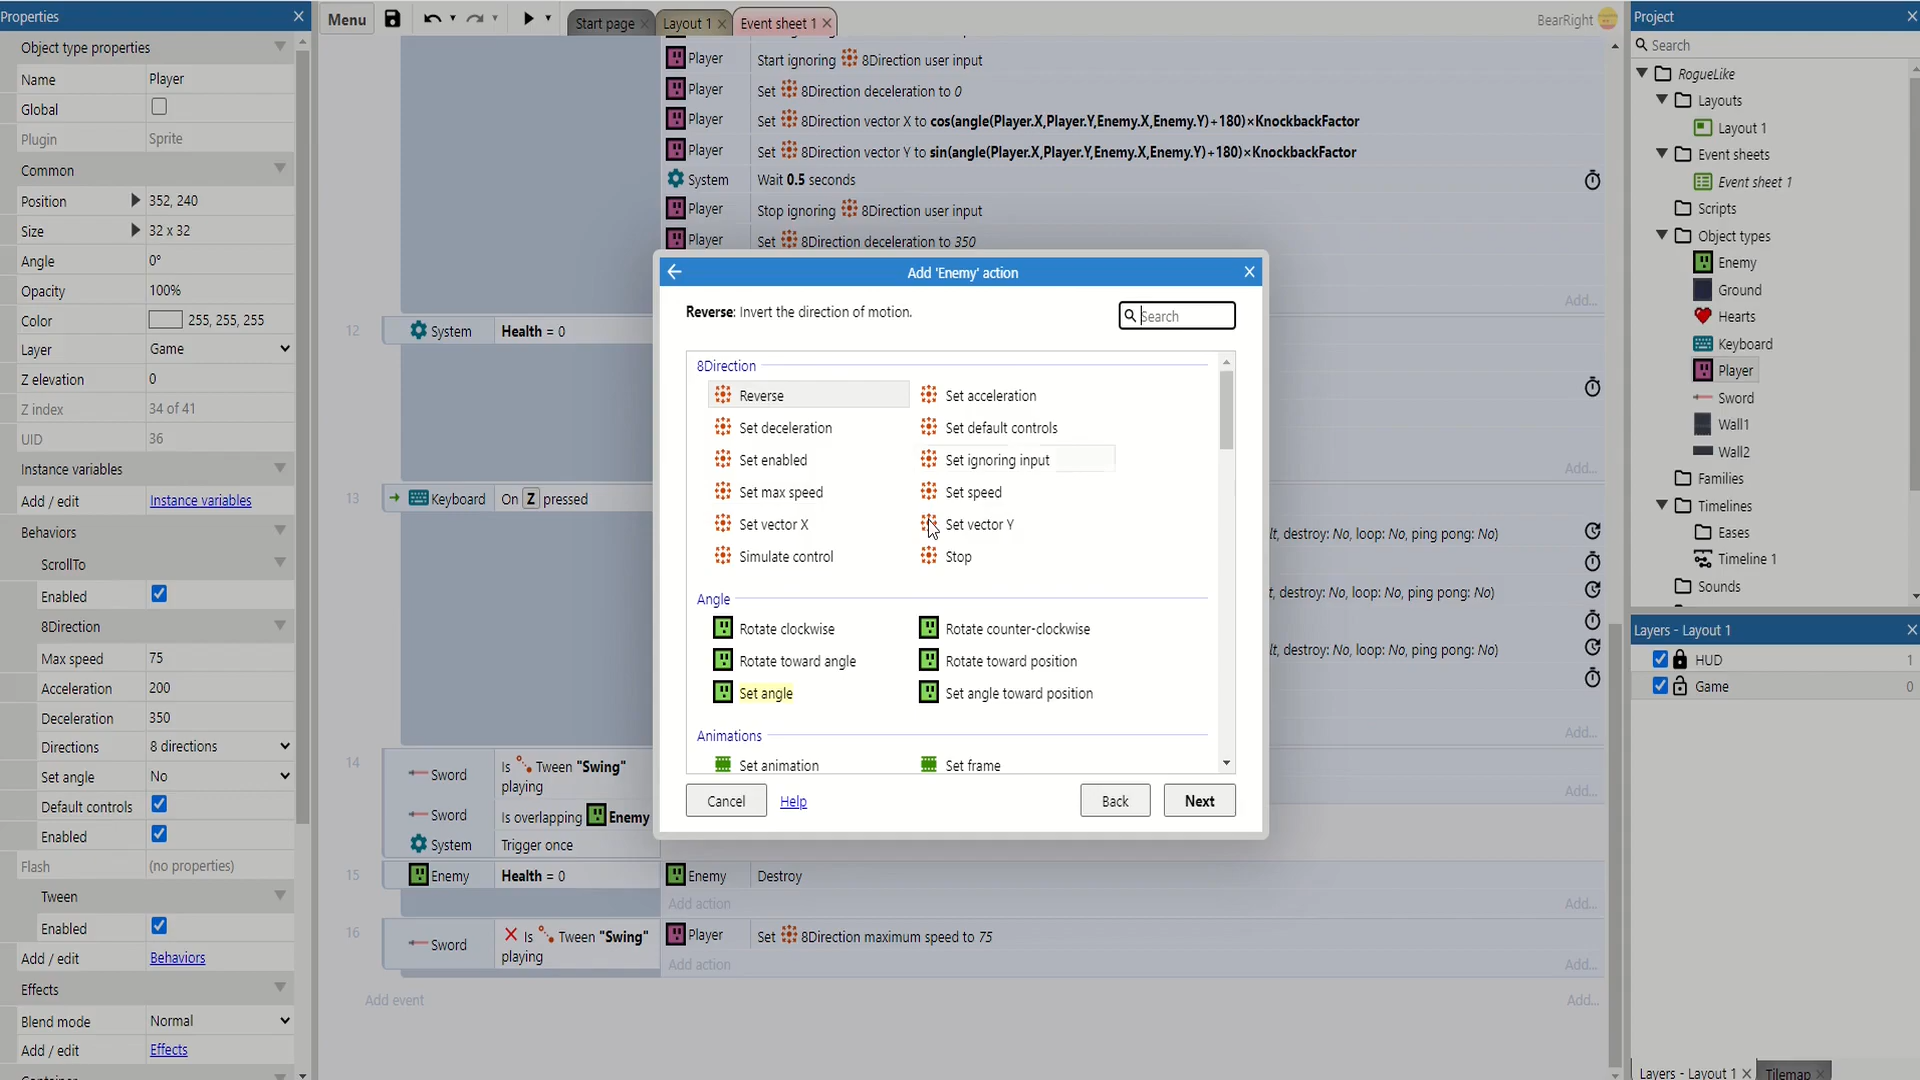 Properties
Object type properties
Name Player
Global
Plugin Sprite
Common
Position 352, 240
Size 32 x 32
Angle 0°
Opacity 100%
Color 255, 255, 255
Layer Game
Z elevation 0
Z index 34 of 41
UID 36
Instance variables
Add / edit Instance variables
Behaviors
ScrollTo
Enabled
8Direction
Max speed 75
Acceleration 200
Deceleration 350
Directions 8 directions
Set angle No
Default controls
Enabled
Flash (no properties)
Tween
Enabled
Add / edit Behaviors
Effects
Blend mode Normal
Add / edit Effects
Menu
Start page
Layout 1
Event sheet 1
BearRight
Player Start ignoring 8Direction user input
Player Set 8Direction deceleration to 0
Player Set 8Direction vector X to cos(angle(Player.X,Player.Y,Enemy.X,Enemy.Y)+180)×KnockbackFactor
Player Set 8Direction vector Y to sin(angle(Player.X,Player.Y,Enemy.X,Enemy.Y)+180)×KnockbackFactor
System Wait 0.5 seconds
Player Stop ignoring 8Direction user input
Player Set 8Direction deceleration to 350
Add...
12 System Health = 0
Add...
13 Keyboard On Z pressed
lt, destroy: No, loop: No, ping pong: No)
t, destroy: No, loop: No, ping pong: No)
lt, destroy: No, loop: No, ping pong: No)
Add...
14 Sword Is Tween "Swing" playing
Sword Is overlapping Enemy
System Trigger once
Add...
15 Enemy Health = 0 Enemy Destroy
Add action Add...
16 Sword Is Tween "Swing" playing Player Set 8Direction maximum speed to 75
Add action Add...
Add event Add...
Add 'Enemy' action
Reverse: Invert the direction of motion.
Search
8Direction
Reverse Set acceleration
Set deceleration Set default controls
Set enabled Set ignoring input
Set max speed Set speed
Set vector X Set vector Y
Simulate control Stop
Angle
Rotate clockwise Rotate counter-clockwise
Rotate toward angle Rotate toward position
Set angle Set angle toward position
Animations
Set animation Set frame
Cancel Help Back Next
Project
Search
RogueLike
Layouts
Layout 1
Event sheets
Event sheet 1
Scripts
Object types
Enemy
Ground
Hearts
Keyboard
Player
Sword
Wall1
Wall2
Families
Timelines
Eases
Timeline 1
Sounds
Layers - Layout 1
HUD 1
Game 0
Layers - Layout 1 Tilemap